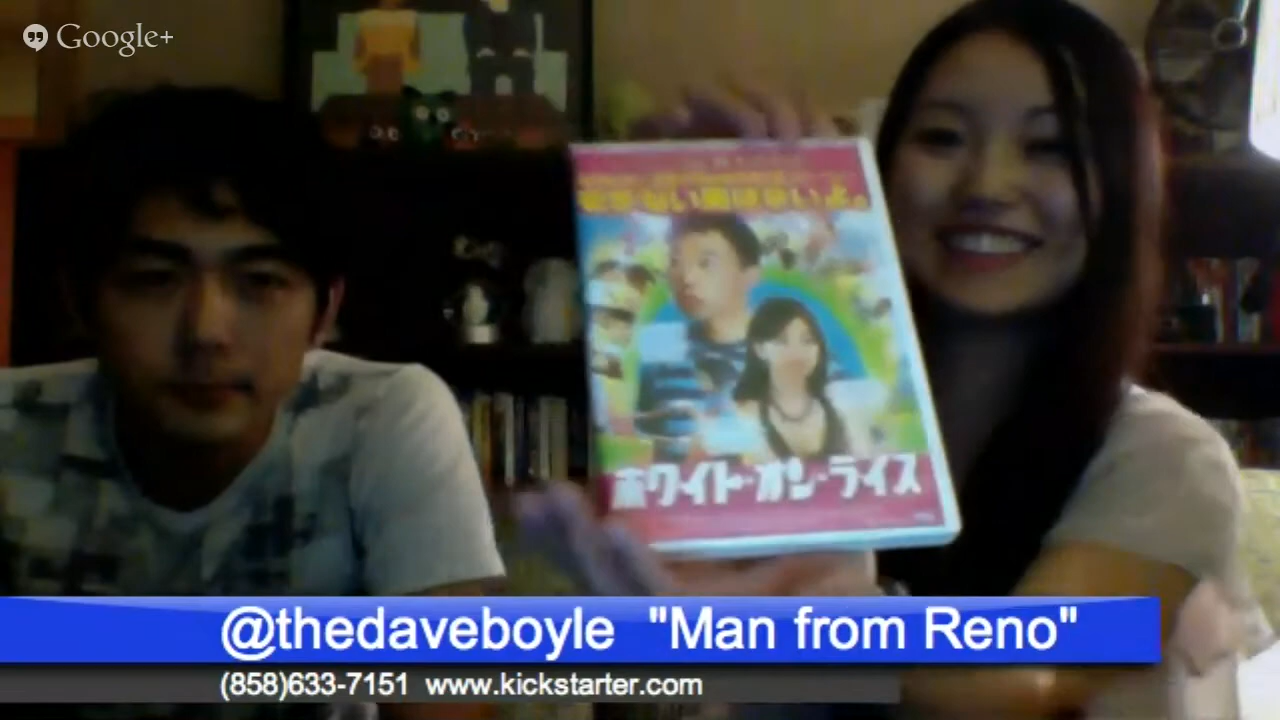 Google+
ホワイト・オン・ライス
@thedaveboyle "Man from Reno"
(858)633-7151 www.kickstarter.com